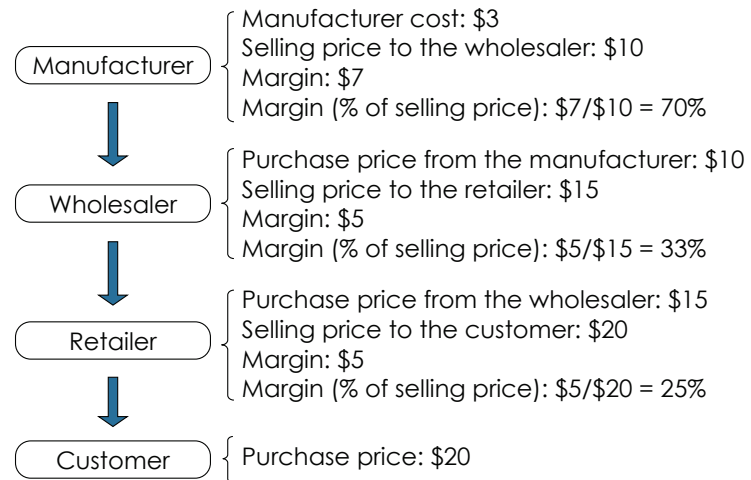 Manufacturer
Manufacturer cost: $3
Selling price to the wholesaler: $10
Margin: $7
Margin (% of selling price): $7/$10 = 70%
Wholesaler
Purchase price from the manufacturer: $10
Selling price to the retailer: $15
Margin: $5
Margin (% of selling price): $5/$15 = 33%
Retailer
Purchase price from the wholesaler: $15
Selling price to the customer: $20
Margin: $5
Margin (% of selling price): $5/$20 = 25%
Customer
Purchase price: $20